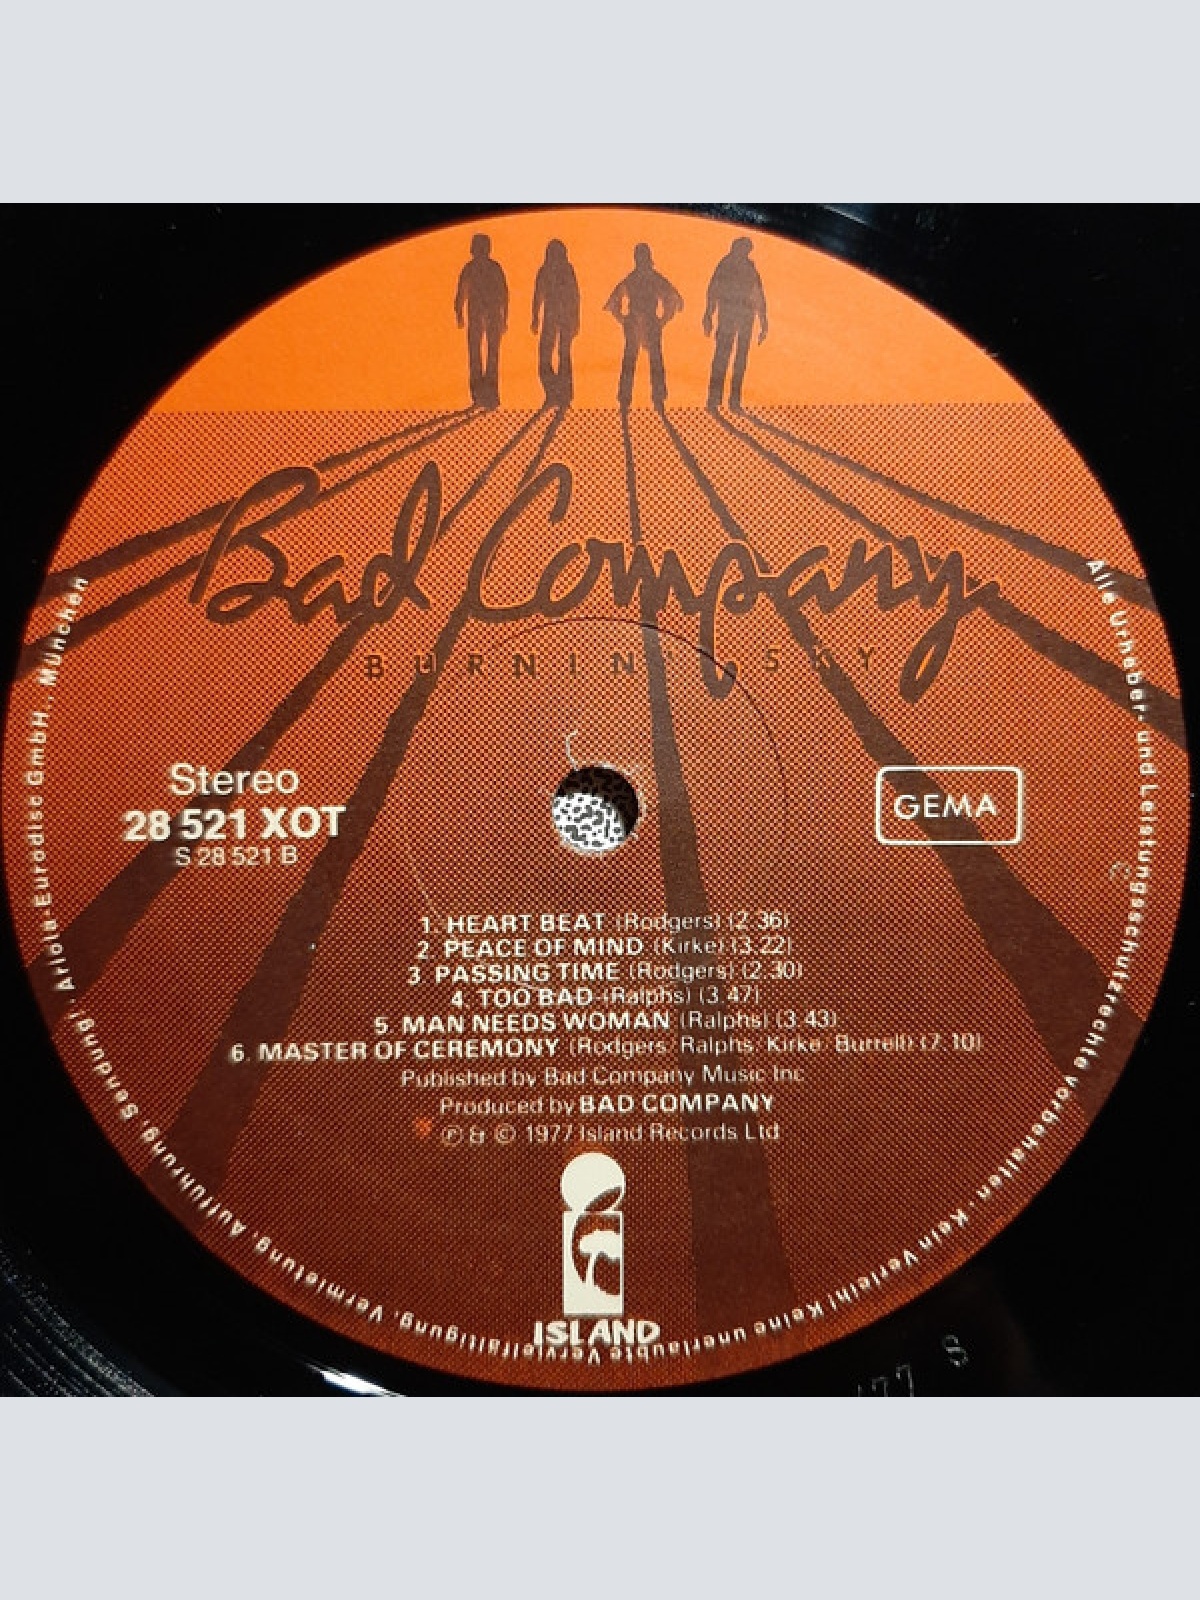 Bad Company
BURNIN' SKY
Stereo
28 521 XOT
S 28 521 B
GEMA
1. HEART BEAT (Rodgers) (2.36)
2. PEACE OF MIND (Kirke) (3.22)
3. PASSING TIME (Rodgers) (2.30)
4. TOO BAD (Ralphs) (3.47)
5. MAN NEEDS WOMAN (Ralphs) (3.43)
6. MASTER OF CEREMONY (Rodgers/Ralphs/Kirke/Burrell) (7.10)
Published by Bad Company Music Inc
Produced by BAD COMPANY
℗ & © 1977 Island Records Ltd
ISLAND
Alle Urheber- und Leistungsschutzrechte vorbehalten · Kein Verleih! Keine unerlaubte Vervielfältigung, Vermietung, Aufführung, Sendung! · Ariola-Eurodisc GmbH., München
77 S